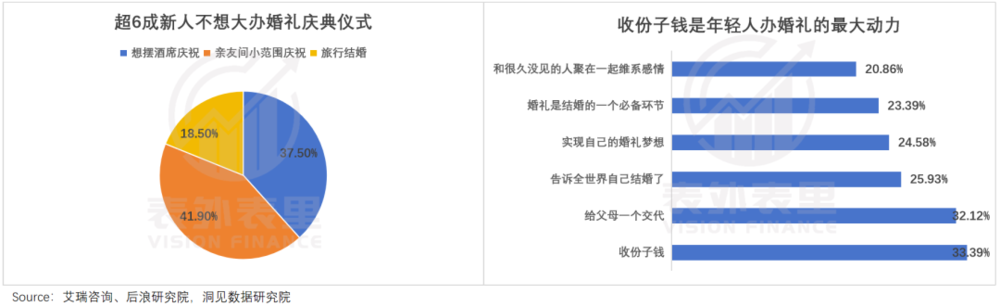 超6成新人不想大办婚礼庆典仪式
想摆酒席庆祝 亲友间小范围庆祝 旅行结婚
18.50%
37.50%
41.90%
表外表里
VISION FINANCE
收份子钱是年轻人办婚礼的最大动力
和很久没见的人聚在一起维系感情 20.86%
婚礼是结婚的一个必备环节 23.39%
实现自己的婚礼梦想 24.58%
告诉全世界自己结婚了 25.93%
给父母一个交代 32.12%
收份子钱 33.39%
表外表里
VISION FINANCE
Source：艾瑞咨询、后浪研究院，洞见数据研究院